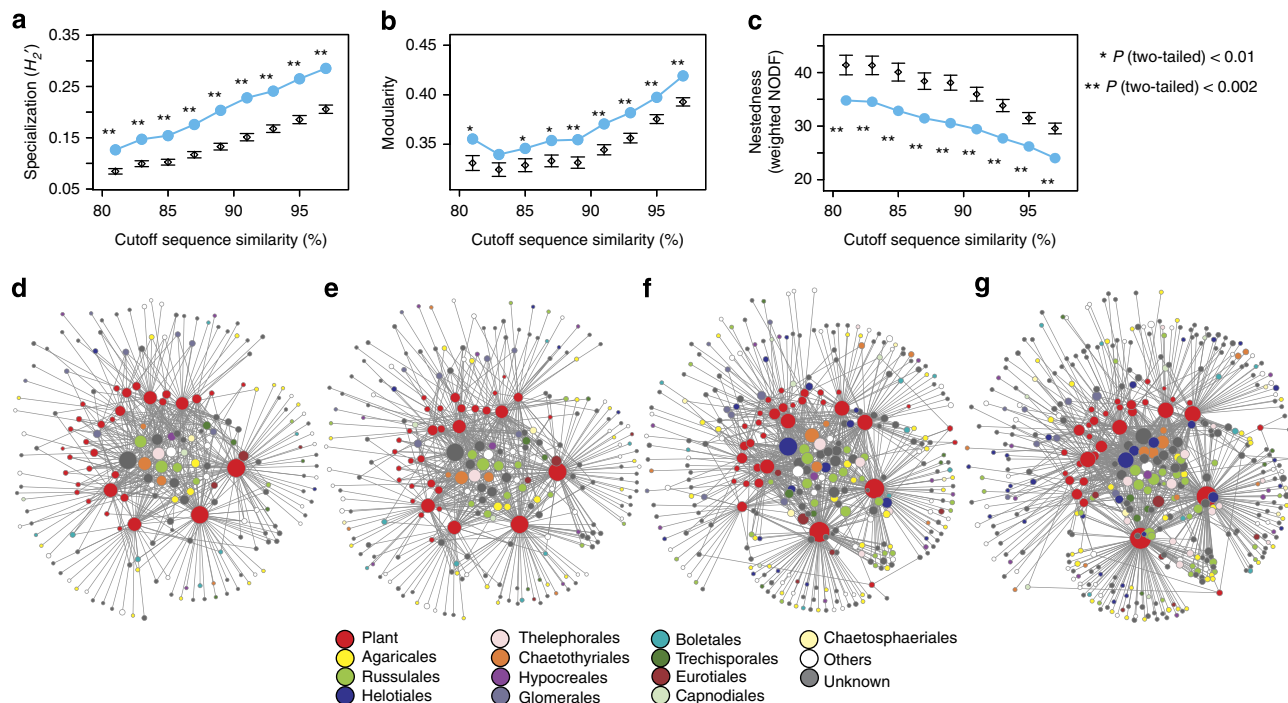 a
Specialization (H2′)
0.35
0.25
0.15
0.05
** ** ** ** ** ** ** ** **
80 85 90 95
Cutoff sequence similarity (%)
b
Modularity
0.45
0.40
0.35
* * * ** ** ** ** **
80 85 90 95
Cutoff sequence similarity (%)
c
Nestedness
(weighted NODF)
40
30
20
** ** ** ** ** ** ** ** **
80 85 90 95
Cutoff sequence similarity (%)
* P (two-tailed) < 0.01
** P (two-tailed) < 0.002
d
e
f
g
Plant
Agaricales
Russulales
Helotiales
Thelephorales
Chaetothyriales
Hypocreales
Glomerales
Boletales
Trechisporales
Eurotiales
Capnodiales
Chaetosphaeriales
Others
Unknown